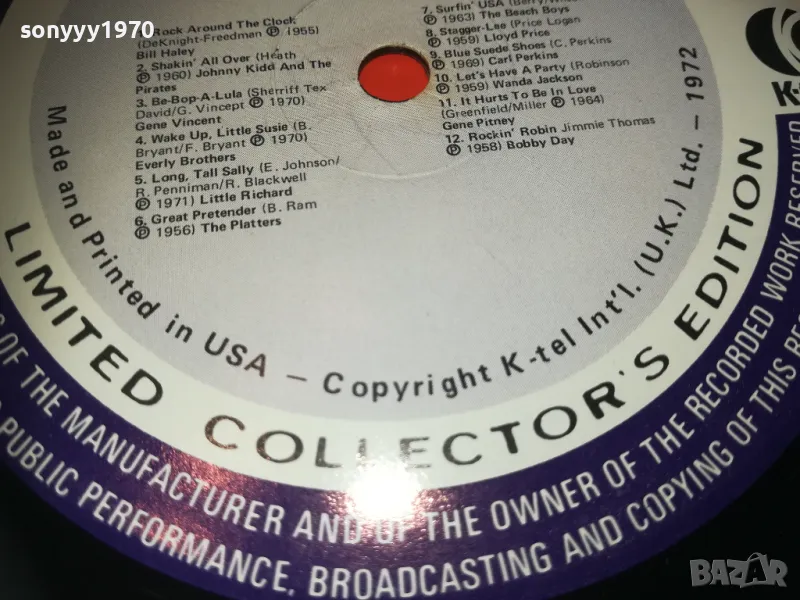 sonyyy1970
Rock Around The Clock
(DeKnight-Freedman ℗ 1955)
Bill Haley
2. Shakin' All Over (Heath
℗ 1960) Johnny Kidd And The
Pirates
3. Be-Bop-A-Lula (Sherriff Tex
David/G. Vincept ℗ 1970)
Gene Vincent
4. Wake Up, Little Susie (B.
Bryant/F. Bryant ℗ 1970)
Everly Brothers
5. Long, Tall Sally (E. Johnson/
R. Penniman/R. Blackwell
℗ 1971) Little Richard
6. Great Pretender (B. Ram
℗ 1956) The Platters
7. Surfin' USA
℗ 1963) The Beach Boys
8. Stagger-Lee (Price Logan
℗ 1959) Lloyd Price
9. Blue Suede Shoes (C. Perkins
℗ 1969) Carl Perkins
10. Let's Have A Party (Robinson
℗ 1959) Wanda Jackson
11. It Hurts To Be In Love
(Greenfield/Miller ℗ 1964)
Gene Pitney
12. Rockin' Robin Jimmie Thomas
℗ 1958) Bobby Day
Made and Printed in USA – Copyright K-tel Int'l. (U.K.) Ltd. – 1972
LIMITED COLLECTOR'S EDITION
OF THE MANUFACTURER AND OF THE OWNER OF THE RECORDED WORK RESERVED
PUBLIC PERFORMANCE, BROADCASTING AND COPYING OF THIS
BAZAR